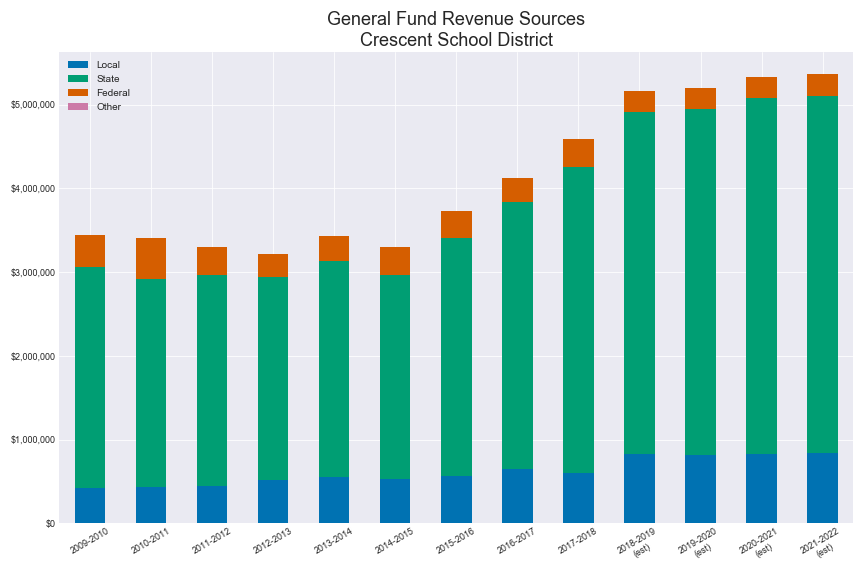 General Fund Revenue Sources
Crescent School District
Local
State
Federal
Other
$5,000,000
$4,000,000
$3,000,000
$2,000,000
$1,000,000
$0
2009-2010
2010-2011
2011-2012
2012-2013
2013-2014
2014-2015
2015-2016
2016-2017
2017-2018
2018-2019
(est)
2019-2020
(est)
2020-2021
(est)
2021-2022
(est)